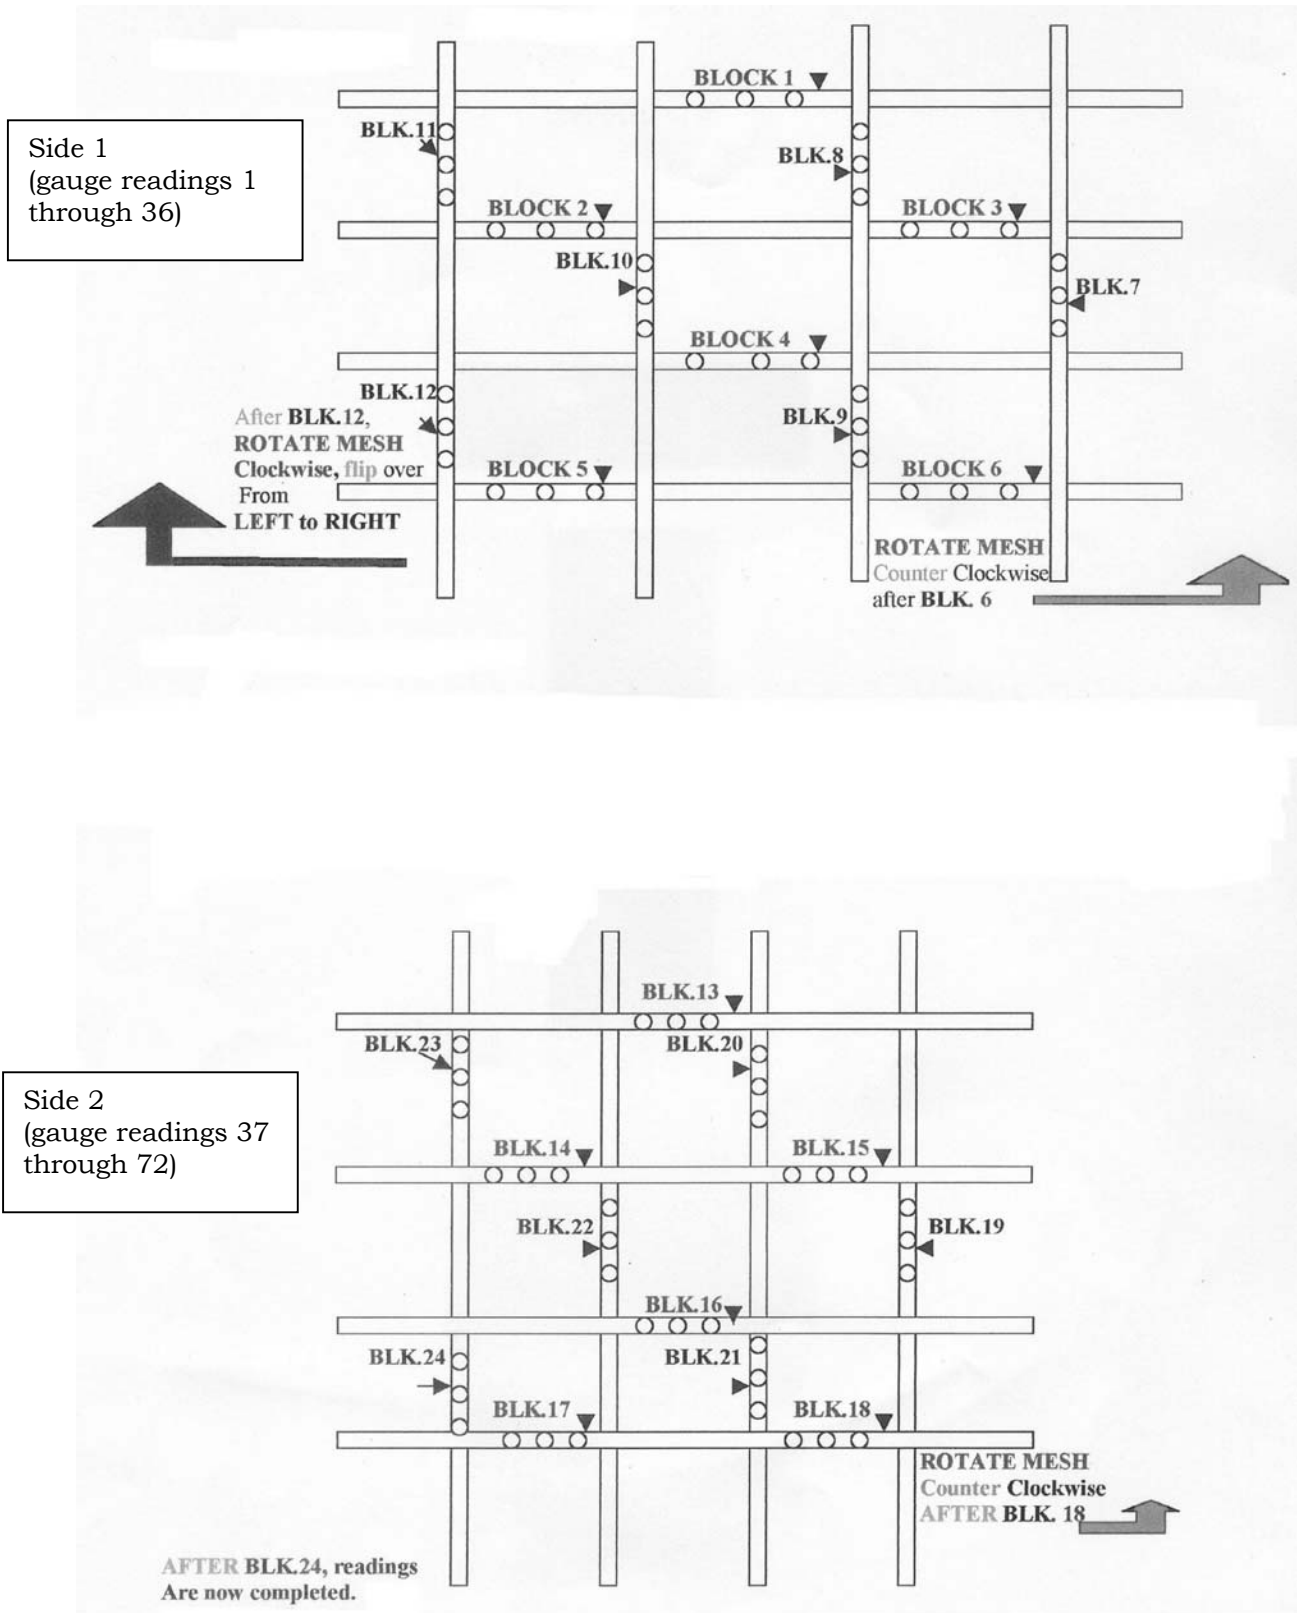 BLOCK 1
Side 1
(gauge readings 1
through 36)
BLK.11
BLK.8
BLOCK 2
BLOCK 3
BLK.10
BLK.7
BLOCK 4
BLK.12
After BLK.12,
ROTATE MESH
Clockwise, flip over
From
LEFT to RIGHT
BLK.9
BLOCK 5
BLOCK 6
ROTATE MESH
Counter Clockwise
after BLK. 6
BLK.13
BLK.23
BLK.20
Side 2
(gauge readings 37
through 72)
BLK.14
BLK.15
BLK.22
BLK.19
BLK.16
BLK.24
BLK.21
BLK.17
BLK.18
ROTATE MESH
Counter Clockwise
AFTER BLK. 18
AFTER BLK.24, readings
Are now completed.